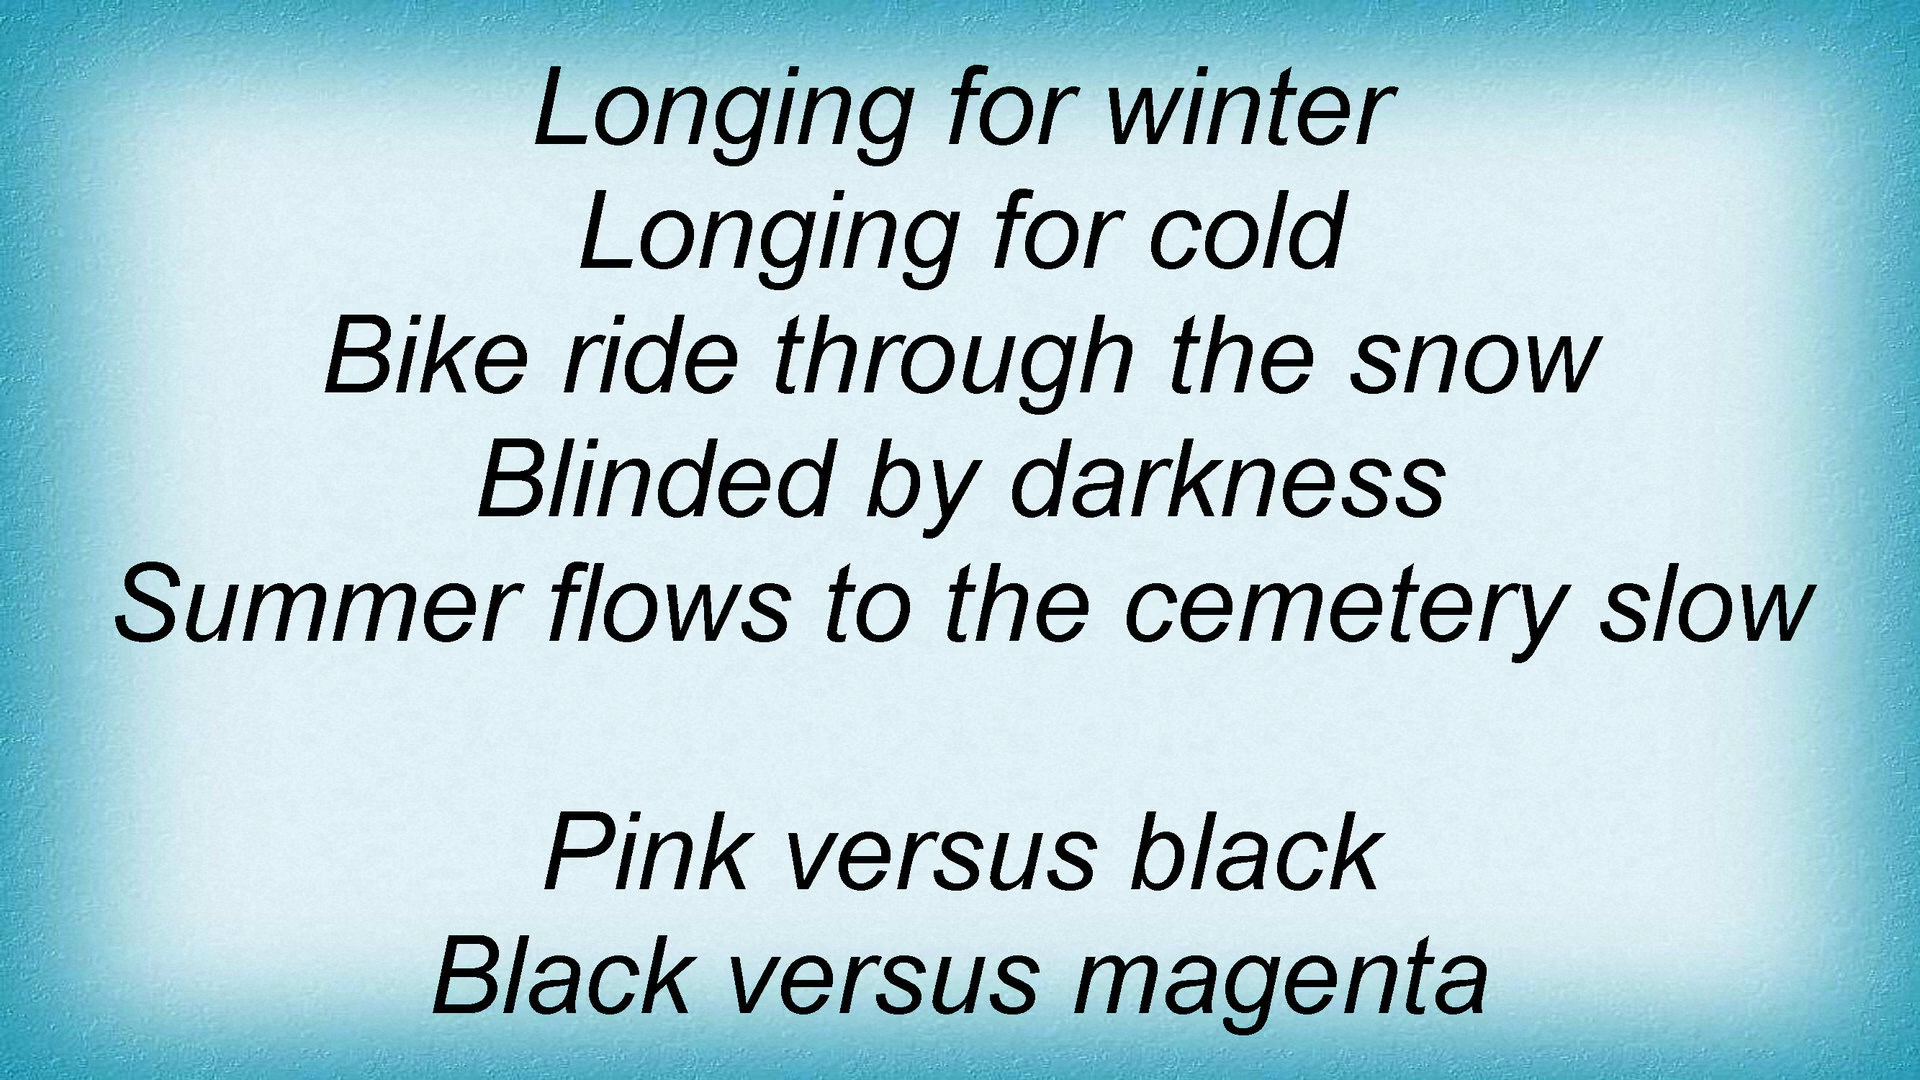 Longing for winter
Longing for cold
Bike ride through the snow
Blinded by darkness
Summer flows to the cemetery slow
Pink versus black
Black versus magenta